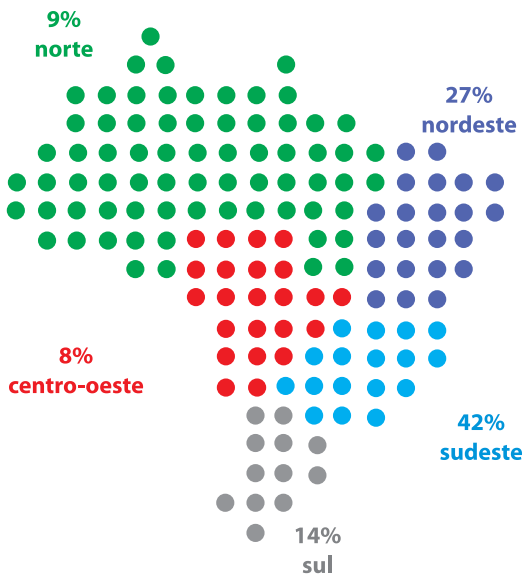 9%
norte
27%
nordeste
8%
centro-oeste
42%
sudeste
14%
sul